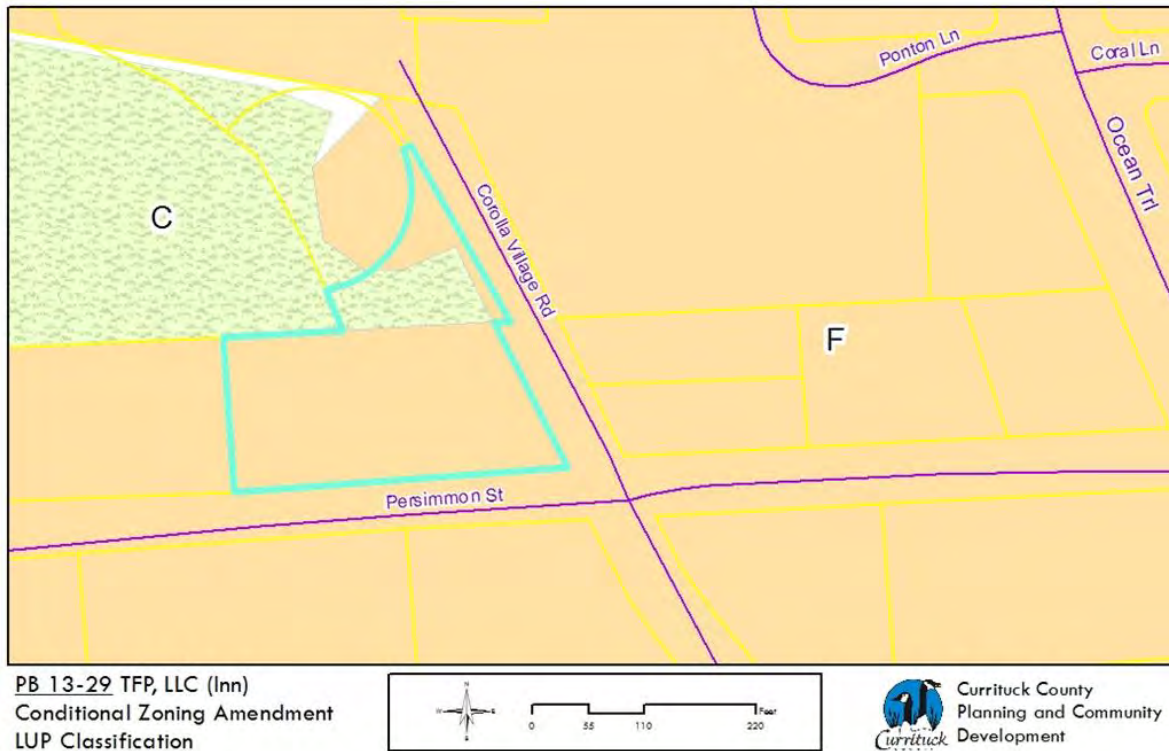 Ponton Ln
Coral Ln
Ocean Trl
C
Corolla Village Rd
F
Persimmon St
PB 13-29 TFP, LLC (Inn)
Conditional Zoning Amendment
LUP Classification
N
W
E
S
0 55 110 220
Feet
Currituck
Currituck County
Planning and Community
Development